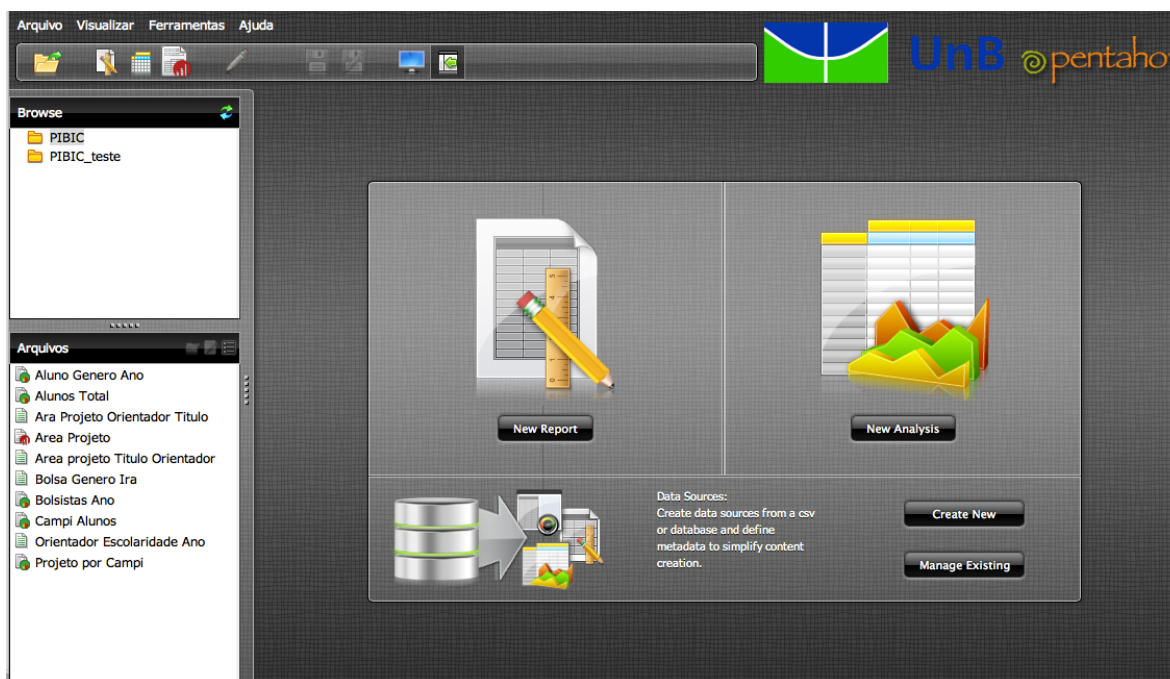 Arquivo Visualizar Ferramentas Ajuda
UnB pentaho
Browse
PIBIC
PIBIC_teste
Arquivos
Aluno Genero Ano
Alunos Total
Ara Projeto Orientador Titulo
Area Projeto
Area projeto Titulo Orientador
Bolsa Genero Ira
Bolsistas Ano
Campi Alunos
Orientador Escolaridade Ano
Projeto por Campi
New Report
New Analysis
Data Sources:
Create data sources from a csv
or database and define
metadata to simplify content
creation.
Create New
Manage Existing